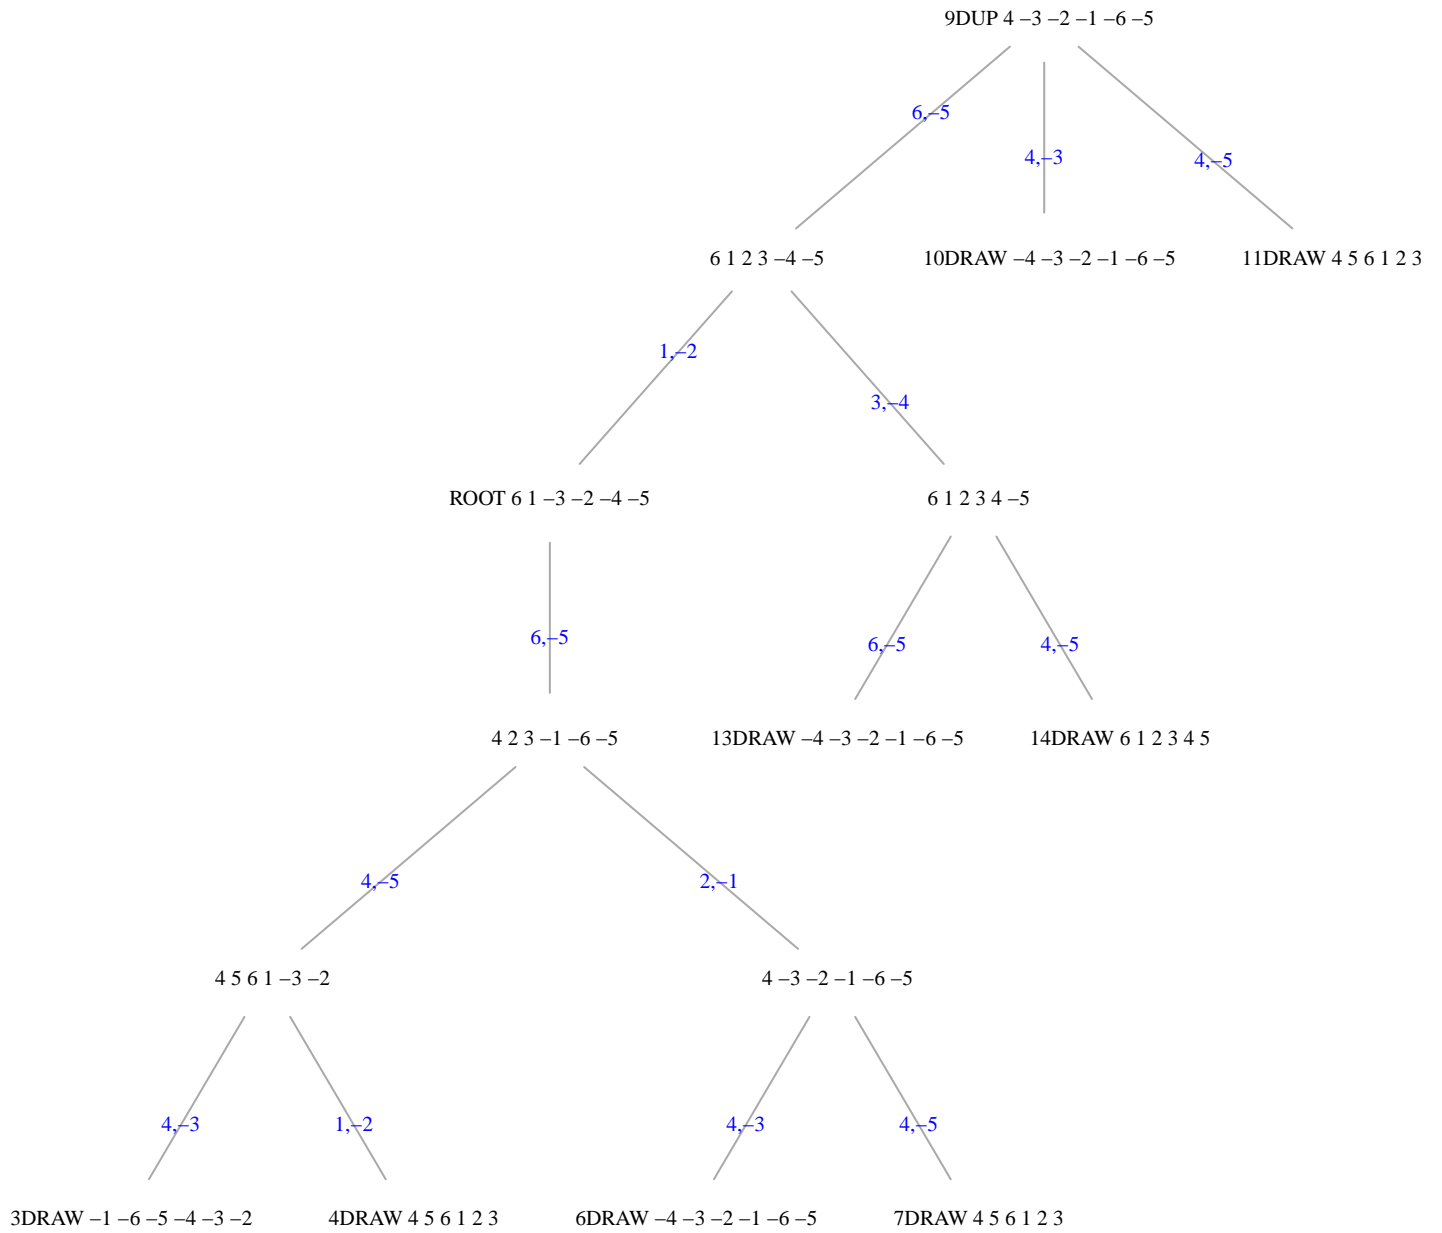 9DUP 4 –3 –2 –1 –6 –5
6,–5
4,–3
4,–5
6 1 2 3 –4 –5
10DRAW –4 –3 –2 –1 –6 –5
11DRAW 4 5 6 1 2 3
1,–2
3,–4
ROOT 6 1 –3 –2 –4 –5
6 1 2 3 4 –5
6,–5
6,–5
4,–5
4 2 3 –1 –6 –5
13DRAW –4 –3 –2 –1 –6 –5
14DRAW 6 1 2 3 4 5
4,–5
2,–1
4 5 6 1 –3 –2
4 –3 –2 –1 –6 –5
4,–3
1,–2
4,–3
4,–5
3DRAW –1 –6 –5 –4 –3 –2
4DRAW 4 5 6 1 2 3
6DRAW –4 –3 –2 –1 –6 –5
7DRAW 4 5 6 1 2 3